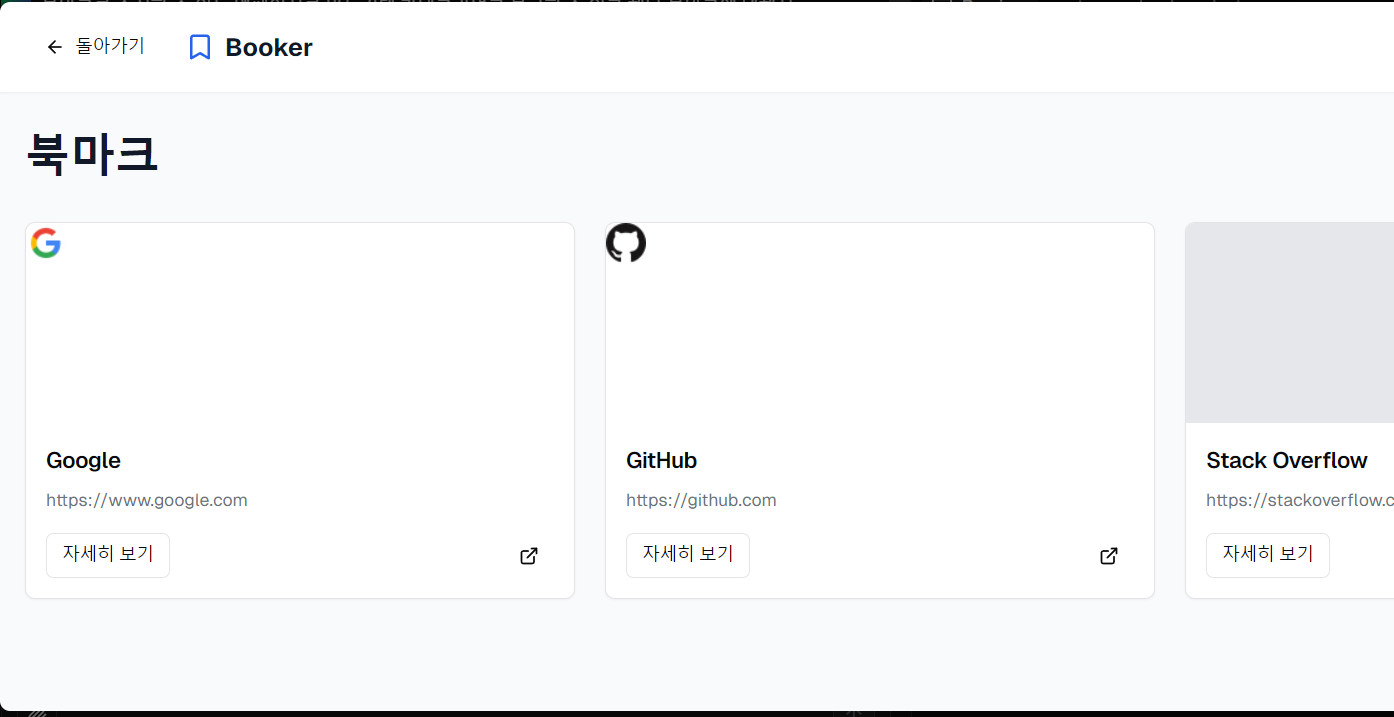 돌아가기
Booker
북마크
Google
https://www.google.com
자세히 보기
GitHub
https://github.com
자세히 보기
Stack Overflow
https://stackoverflow.c
자세히 보기